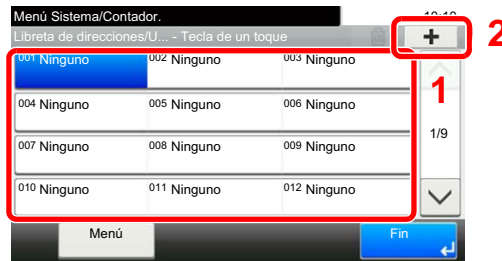 Menú Sistema/Contador.
10:10
Libreta de direcciones/U... - Tecla de un toque
+
2
001 Ninguno 002 Ninguno 003 Ninguno
1
004 Ninguno 005 Ninguno 006 Ninguno
1/9
007 Ninguno 008 Ninguno 009 Ninguno
010 Ninguno 011 Ninguno 012 Ninguno
Menú
Fin